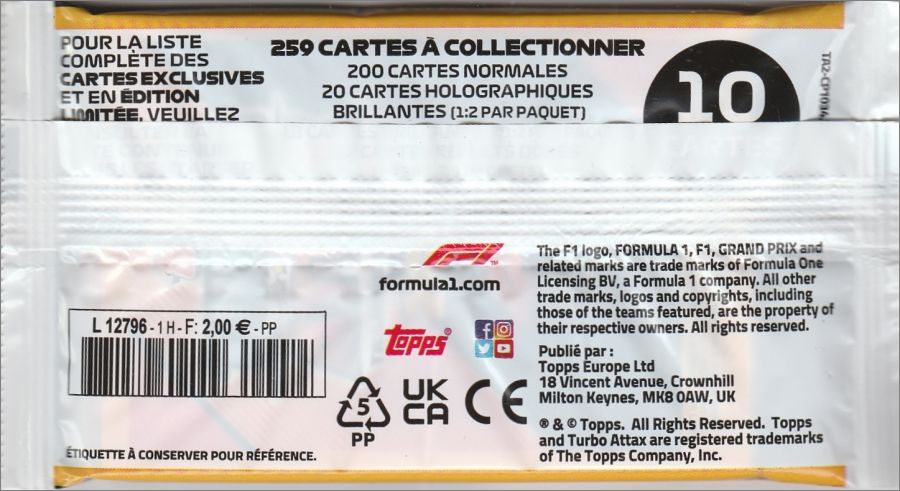 POUR LA LISTE
COMPLÈTE DES
CARTES EXCLUSIVES
ET EN ÉDITION
LIMITÉE, VEUILLEZ
259 CARTES À COLLECTIONNER
200 CARTES NORMALES
20 CARTES HOLOGRAPHIQUES
BRILLANTES (1:2 PAR PAQUET)
10
CARTES
F1™
formula1.com
L 12796 - 1 H - F: 2,00 € - PP
topps®
5
PP
UK
CA
CE
ÉTIQUETTE À CONSERVER POUR RÉFÉRENCE.
The F1 logo, FORMULA 1, F1, GRAND PRIX and
related marks are trade marks of Formula One
Licensing BV, a Formula 1 company. All other
trade marks, logos and copyrights, including
those of the teams featured, are the property of
their respective owners. All rights reserved.
Publié par :
Topps Europe Ltd
18 Vincent Avenue, Crownhill
Milton Keynes, MK8 0AW, UK
® & © Topps. All Rights Reserved. Topps
and Turbo Attax are registered trademarks
of The Topps Company, Inc.